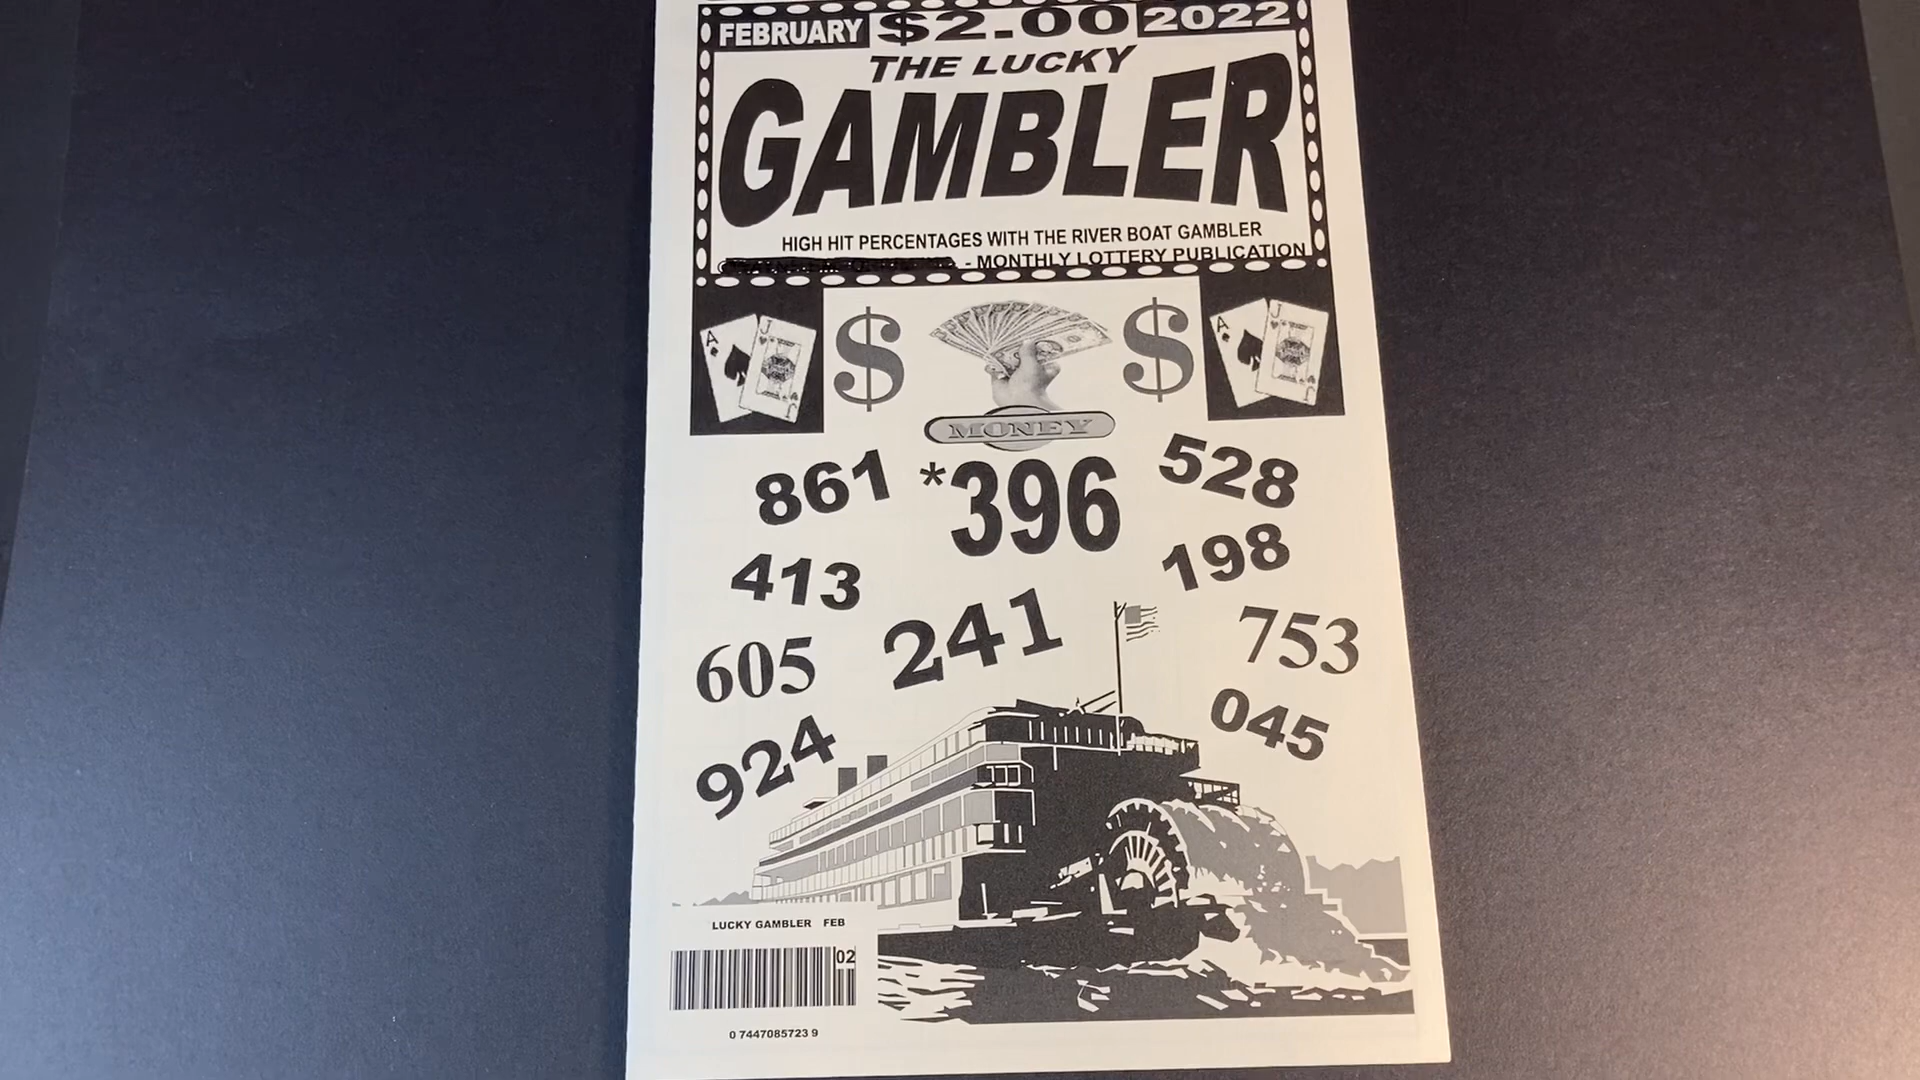 FEBRUARY $2.00 2022
THE LUCKY
GAMBLER
HIGH HIT PERCENTAGES WITH THE RIVER BOAT GAMBLER
- MONTHLY LOTTERY PUBLICATION
A J $ $ A J
MONEY
861 *396 528
413 198
605 241 753
924 045
LUCKY GAMBLER FEB
02
0 7447085723 9